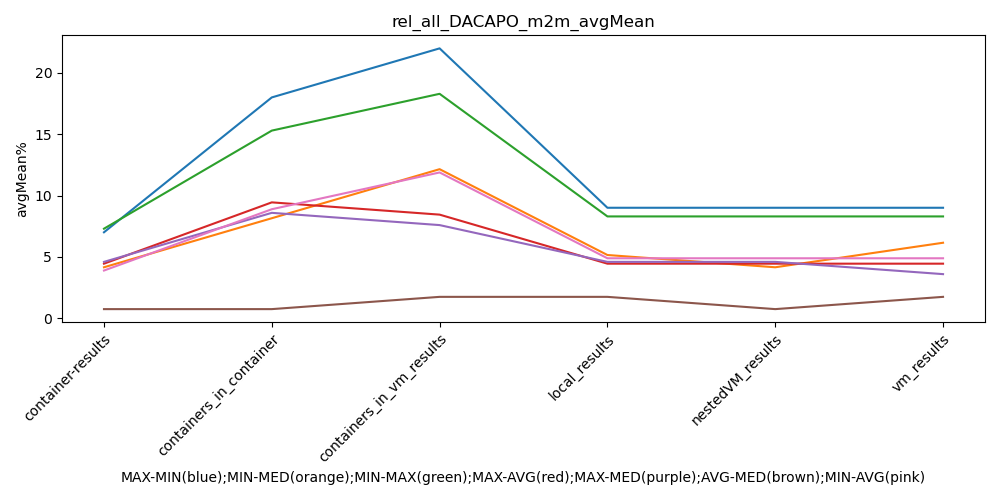 rel_all_DACAPO_m2m_avgMean
avgMean%
20
15
10
5
0
container-results
containers_in_container
containers_in_vm_results
local_results
nestedVM_results
vm_results
MAX-MIN(blue);MIN-MED(orange);MIN-MAX(green);MAX-AVG(red);MAX-MED(purple);AVG-MED(brown);MIN-AVG(pink)